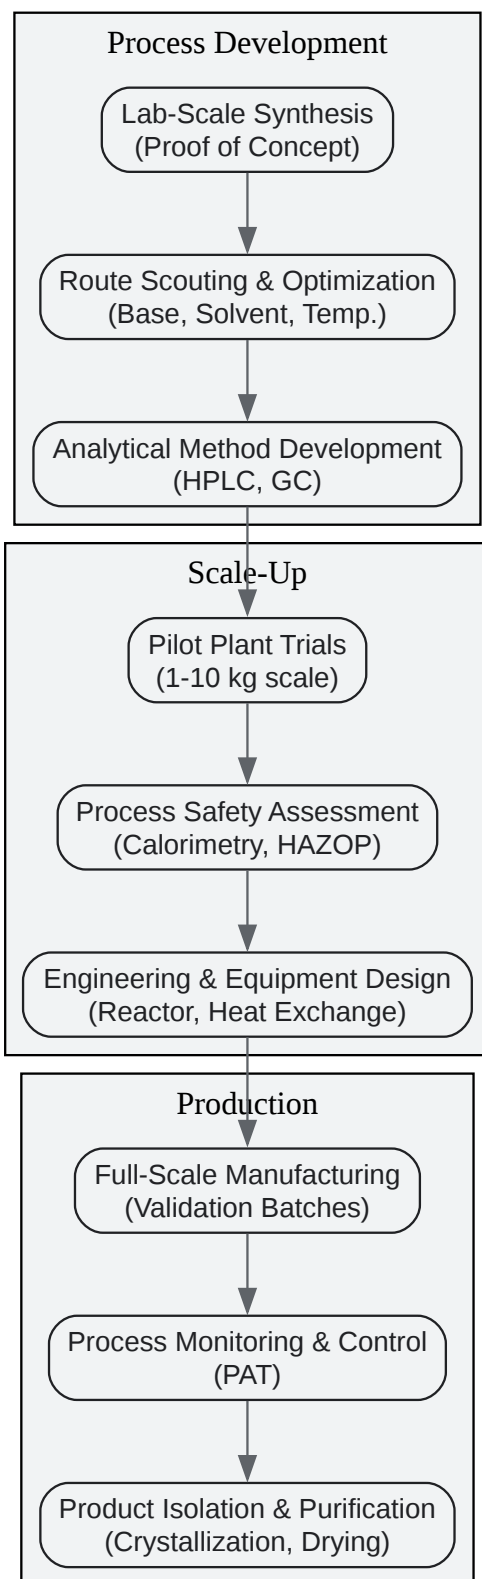 Process Development
Lab-Scale Synthesis
(Proof of Concept)
Route Scouting & Optimization
(Base, Solvent, Temp.)
Analytical Method Development
(HPLC, GC)
Scale-Up
Pilot Plant Trials
(1-10 kg scale)
Process Safety Assessment
(Calorimetry, HAZOP)
Engineering & Equipment Design
(Reactor, Heat Exchange)
Production
Full-Scale Manufacturing
(Validation Batches)
Process Monitoring & Control
(PAT)
Product Isolation & Purification
(Crystallization, Drying)